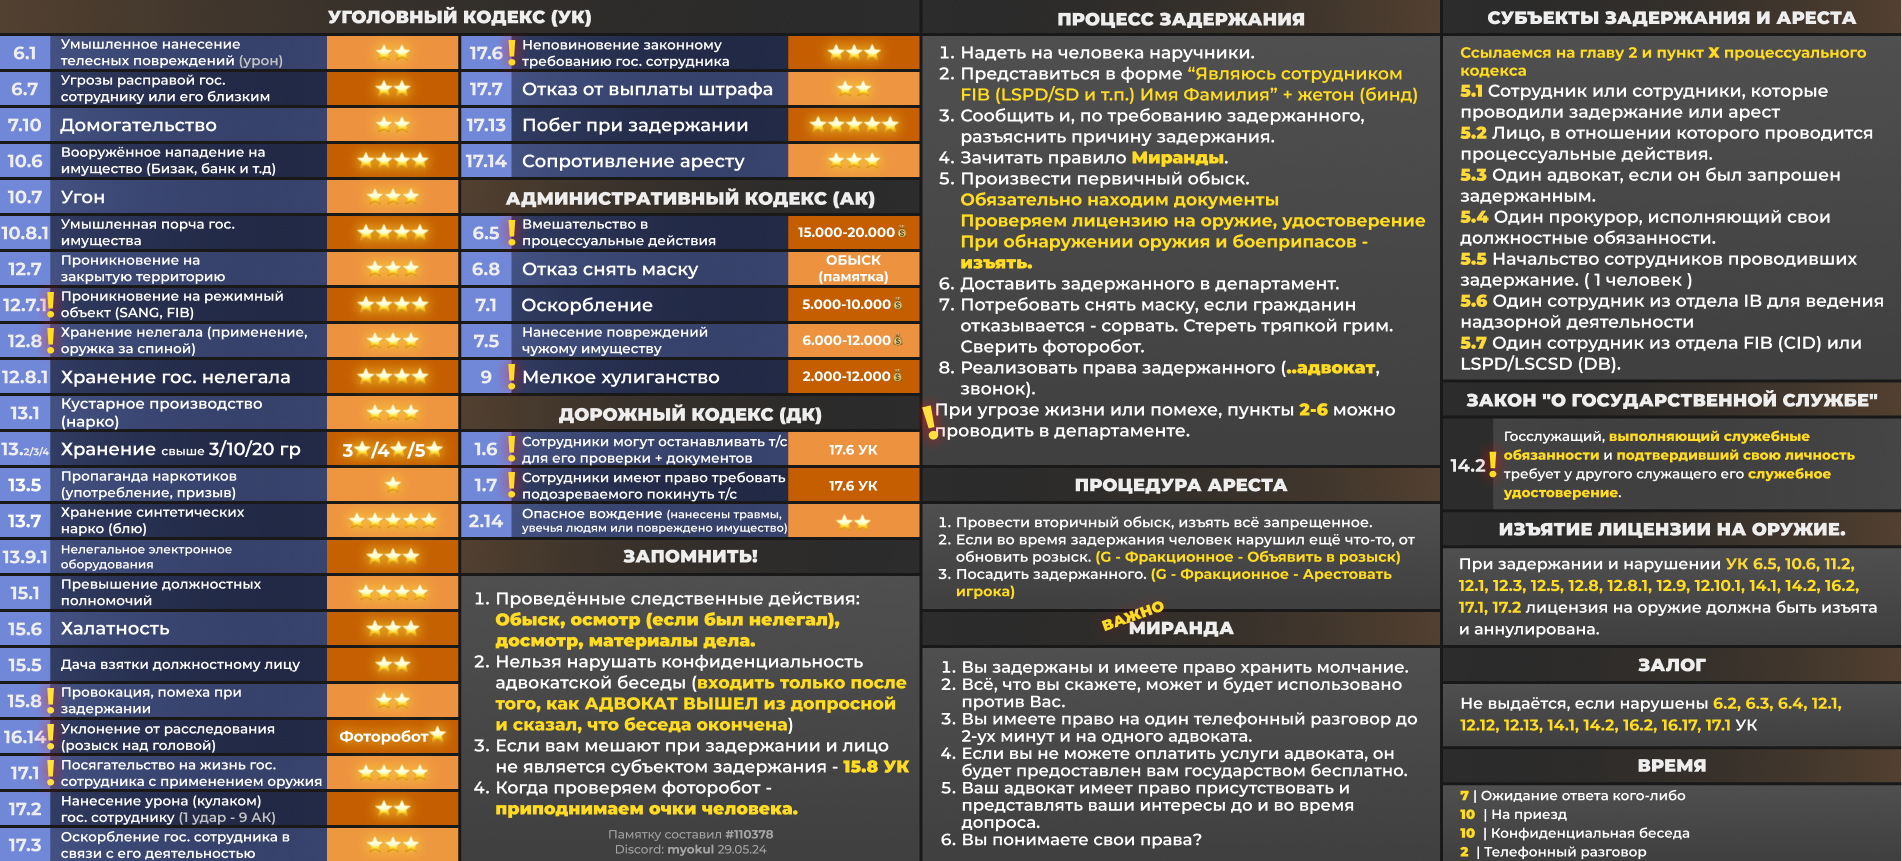 УГОЛОВНЫЙ КОДЕКС (УК)
6.1 Умышленное нанесение
телесных повреждений (урон)
6.7 Угрозы расправой гос.
сотруднику или его близким
7.10 Домогательство
10.6 Вооружённое нападение на
имущество (Бизак, банк и т.д)
10.7 Угон
10.8.1 Умышленная порча гос.
имущества
12.7 Проникновение на
закрытую территорию
12.7.1 ! Проникновение на режимный
объект (SANG, FIB)
12.8 ! Хранение нелегала (применение,
оружка за спиной)
12.8.1 Хранение гос. нелегала
13.1 Кустарное производство
(нарко)
13.2/3/4 Хранение свыше 3/10/20 гр 3★/4★/5★
13.5 Пропаганда наркотиков
(употребление, призыв)
13.7 Хранение синтетических
нарко (блю)
13.9.1 Нелегальное электронное
оборудования
15.1 Превышение должностных
полномочий
15.6 Халатность
15.5 Дача взятки должностному лицу
15.8 ! Провокация, помеха при
задержании
16.14 ! Уклонение от расследования
(розыск над головой) Фоторобот★
17.1 ! Посягательство на жизнь гос.
сотрудника с применением оружия
17.2 Нанесение урона (кулаком)
гос. сотруднику (1 удар - 9 АК)
17.3 Оскорбление гос. сотрудника в
связи с его деятельностью
17.6 ! Неповиновение законному
требованию гос. сотрудника
17.7 Отказ от выплаты штрафа
17.13 Побег при задержании
17.14 Сопротивление аресту
АДМИНИСТРАТИВНЫЙ КОДЕКС (АК)
6.5 ! Вмешательство в
процессуальные действия 15.000-20.000
6.8 Отказ снять маску ОБЫСК
(памятка)
7.1 Оскорбление 5.000-10.000
7.5 Нанесение повреждений
чужому имуществу 6.000-12.000
9 ! Мелкое хулиганство 2.000-12.000
ДОРОЖНЫЙ КОДЕКС (ДК)
1.6 ! Сотрудники могут останавливать т/с
для его проверки + документов 17.6 УК
1.7 ! Сотрудники имеют право требовать
подозреваемого покинуть т/с 17.6 УК
2.14 Опасное вождение (нанесены травмы,
увечья людям или повреждено имущество)
ЗАПОМНИТЬ!
1. Проведённые следственные действия:
Обыск, осмотр (если был нелегал),
досмотр, материалы дела.
2. Нельзя нарушать конфиденциальность
адвокатской беседы (входить только после
того, как АДВОКАТ ВЫШЕЛ из допросной
и сказал, что беседа окончена)
3. Если вам мешают при задержании и лицо
не является субъектом задержания - 15.8 УК
4. Когда проверяем фоторобот -
приподнимаем очки человека.
Памятку составил #110378
Discord: myokul 29.05.24
ПРОЦЕСС ЗАДЕРЖАНИЯ
1. Надеть на человека наручники.
2. Представиться в форме “Являюсь сотрудником
FIB (LSPD/SD и т.п.) Имя Фамилия” + жетон (бинд)
3. Сообщить и, по требованию задержанного,
разъяснить причину задержания.
4. Зачитать правило Миранды.
5. Произвести первичный обыск.
Обязательно находим документы
Проверяем лицензию на оружие, удостоверение
При обнаружении оружия и боеприпасов -
изъять.
6. Доставить задержанного в департамент.
7. Потребовать снять маску, если гражданин
отказывается - сорвать. Стереть тряпкой грим.
Сверить фоторобот.
8. Реализовать права задержанного (..адвокат,
звонок).
! При угрозе жизни или помехе, пункты 2-6 можно
проводить в департаменте.
ПРОЦЕДУРА АРЕСТА
1. Провести вторичный обыск, изъять всё запрещенное.
2. Если во время задержания человек нарушил ещё что-то, от
обновить розыск. (G - Фракционное - Объявить в розыск)
3. Посадить задержанного. (G - Фракционное - Арестовать
игрока)
ВАЖНО
МИРАНДА
1. Вы задержаны и имеете право хранить молчание.
2. Всё, что вы скажете, может и будет использовано
против Вас.
3. Вы имеете право на один телефонный разговор до
2-ух минут и на одного адвоката.
4. Если вы не можете оплатить услуги адвоката, он
будет предоставлен вам государством бесплатно.
5. Ваш адвокат имеет право присутствовать и
представлять ваши интересы до и во время
допроса.
6. Вы понимаете свои права?
СУБЪЕКТЫ ЗАДЕРЖАНИЯ И АРЕСТА
Ссылаемся на главу 2 и пункт X процессуального
кодекса
5.1 Сотрудник или сотрудники, которые
проводили задержание или арест
5.2 Лицо, в отношении которого проводится
процессуальные действия.
5.3 Один адвокат, если он был запрошен
задержанным.
5.4 Один прокурор, исполняющий свои
должностные обязанности.
5.5 Начальство сотрудников проводивших
задержание. ( 1 человек )
5.6 Один сотрудник из отдела IB для ведения
надзорной деятельности
5.7 Один сотрудник из отдела FIB (CID) или
LSPD/LSCSD (DB).
ЗАКОН "О ГОСУДАРСТВЕННОЙ СЛУЖБЕ"
14.2 ! Госслужащий, выполняющий служебные
обязанности и подтвердивший свою личность
требует у другого служащего его служебное
удостоверение.
ИЗЪЯТИЕ ЛИЦЕНЗИИ НА ОРУЖИЕ.
При задержании и нарушении УК 6.5, 10.6, 11.2,
12.1, 12.3, 12.5, 12.8, 12.8.1, 12.9, 12.10.1, 14.1, 14.2, 16.2,
17.1, 17.2 лицензия на оружие должна быть изъята
и аннулирована.
ЗАЛОГ
Не выдаётся, если нарушены 6.2, 6.3, 6.4, 12.1,
12.12, 12.13, 14.1, 14.2, 16.2, 16.17, 17.1 УК
ВРЕМЯ
7 | Ожидание ответа кого-либо
10 | На приезд
10 | Конфиденциальная беседа
2 | Телефонный разговор